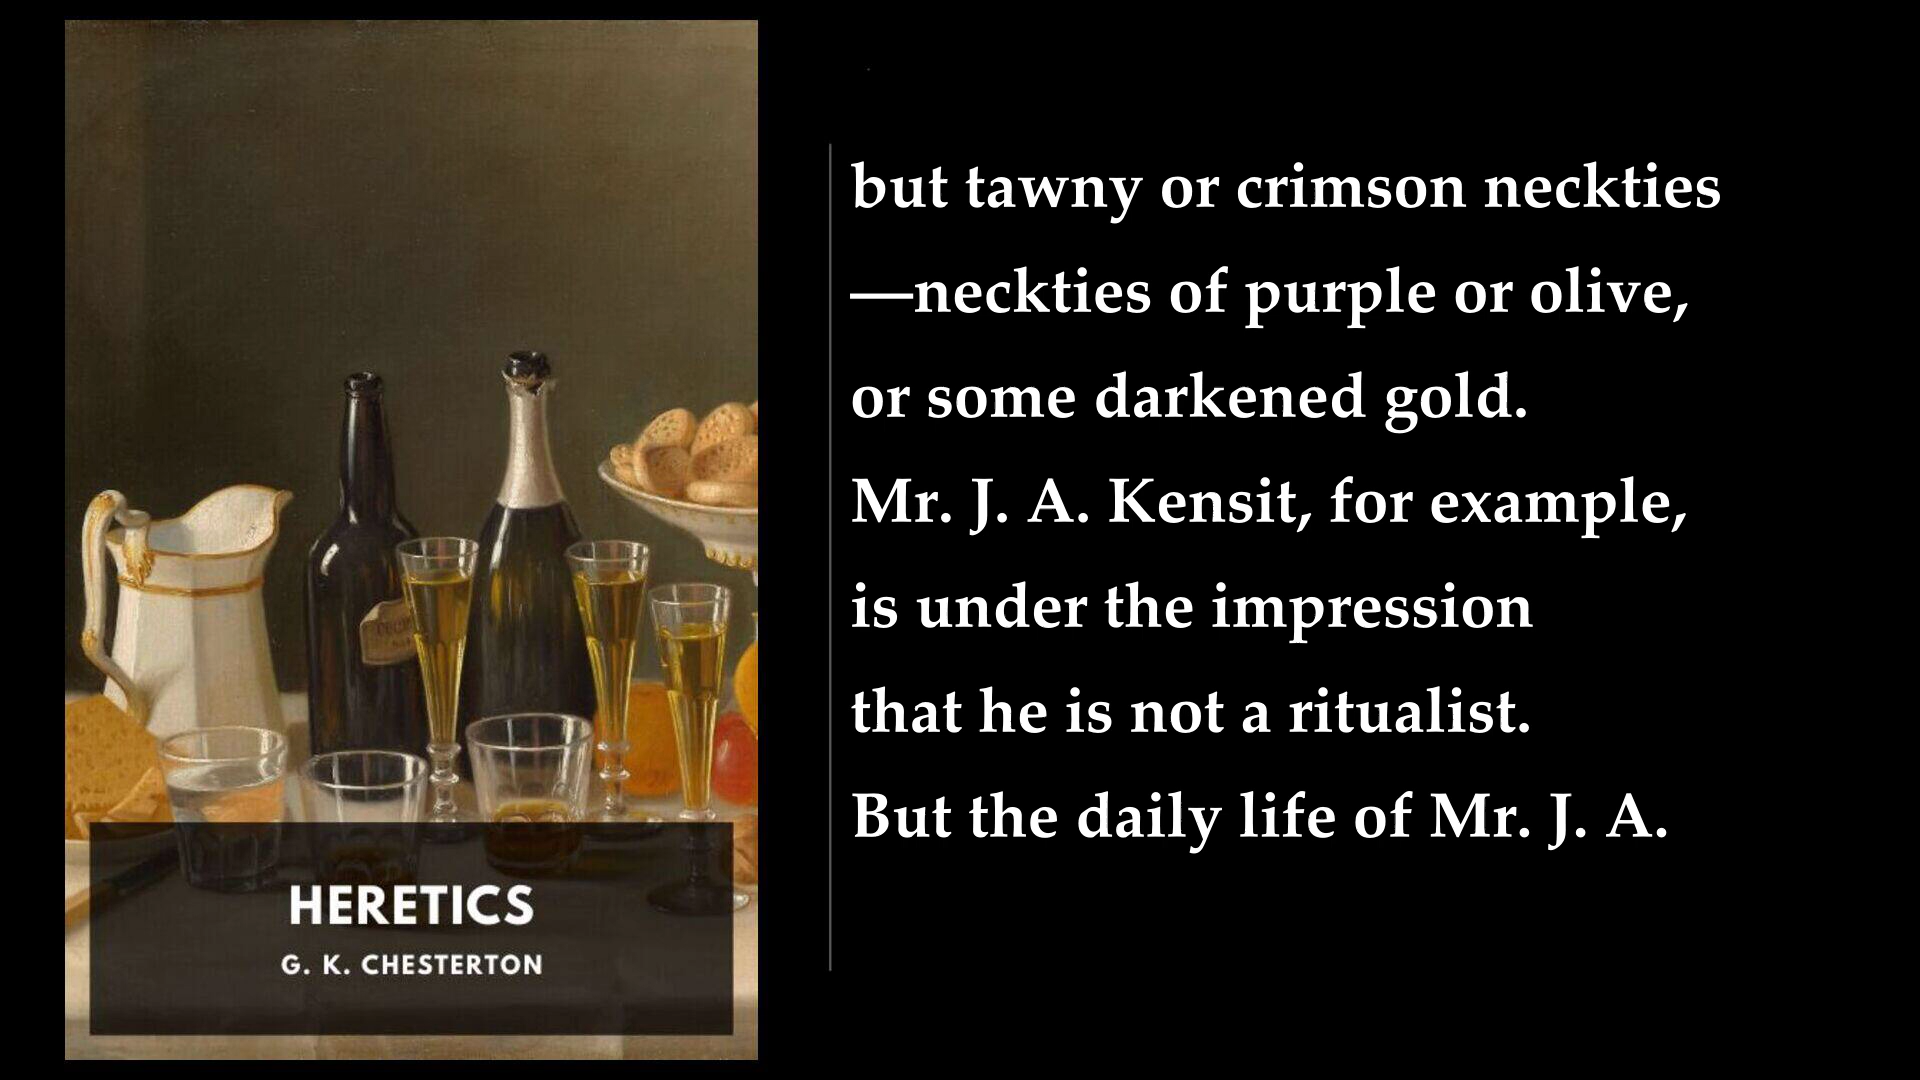 but tawny or crimson neckties
—neckties of purple or olive,
or some darkened gold.
Mr. J. A. Kensit, for example,
is under the impression
that he is not a ritualist.
But the daily life of Mr. J. A.
HERETICS
G. K. CHESTERTON